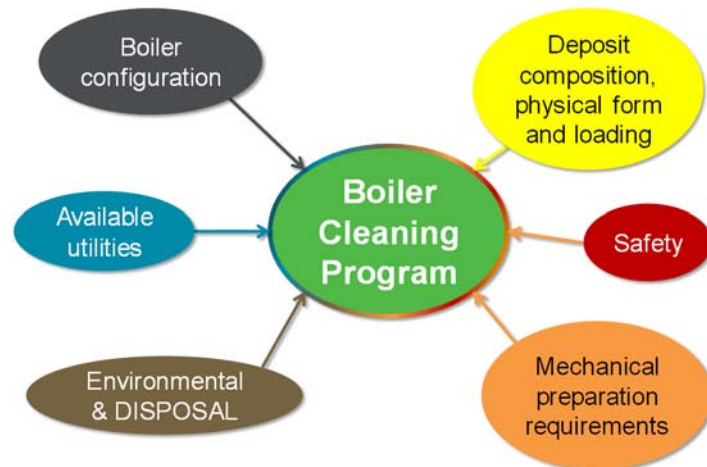 Boiler
configuration
Deposit
composition,
physical form
and loading
Boiler
Cleaning
Program
Available
utilities
Safety
Environmental
& DISPOSAL
Mechanical
preparation
requirements